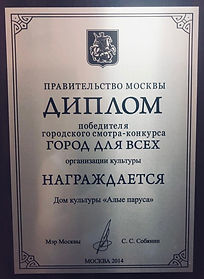 ПРАВИТЕЛЬСТВО МОСКВЫ
ДИПЛОМ
победителя
городского смотра-конкурса
ГОРОД ДЛЯ ВСЕХ
организации культуры
НАГРАЖДАЕТСЯ
Дом культуры «Алые паруса»
Мэр Москвы С. С. Собянин
МОСКВА 2014